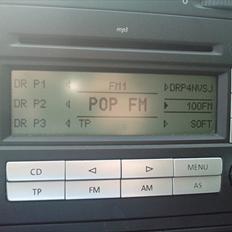 mp3
DR P1 FM1 DRP4NVSJ
DR P2 POP FM 100FM
DR P3 TP SOFT
CD MENU
TP FM AM AS